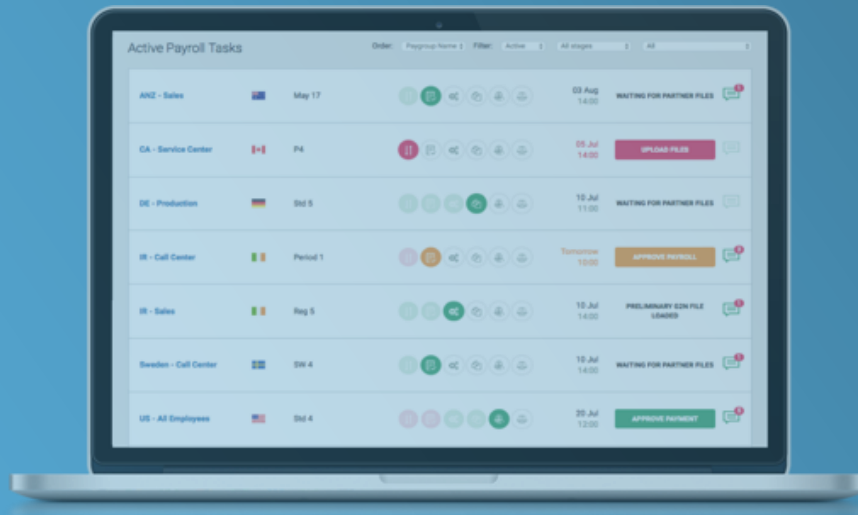 Active Payroll Tasks
Order: Paygroup Name Filter: Active All stages All
ANZ - Sales May 17 03 Aug 14:00 WAITING FOR PARTNER FILES
CA - Service Center P4 05 Jul 14:00 UPLOAD FILES
DE - Production Std 5 10 Jul 11:00 WAITING FOR PARTNER FILES
IR - Call Center Period 1 Tomorrow 10:00 APPROVE PAYROLL
IR - Sales Reg 5 10 Jul 14:00 PRELIMINARY G2N FILE LOADED
Sweden - Call Center SW 4 10 Jul 14:00 WAITING FOR PARTNER FILES
US - All Employees Std 4 20 Jul APPROVE PAYMENT